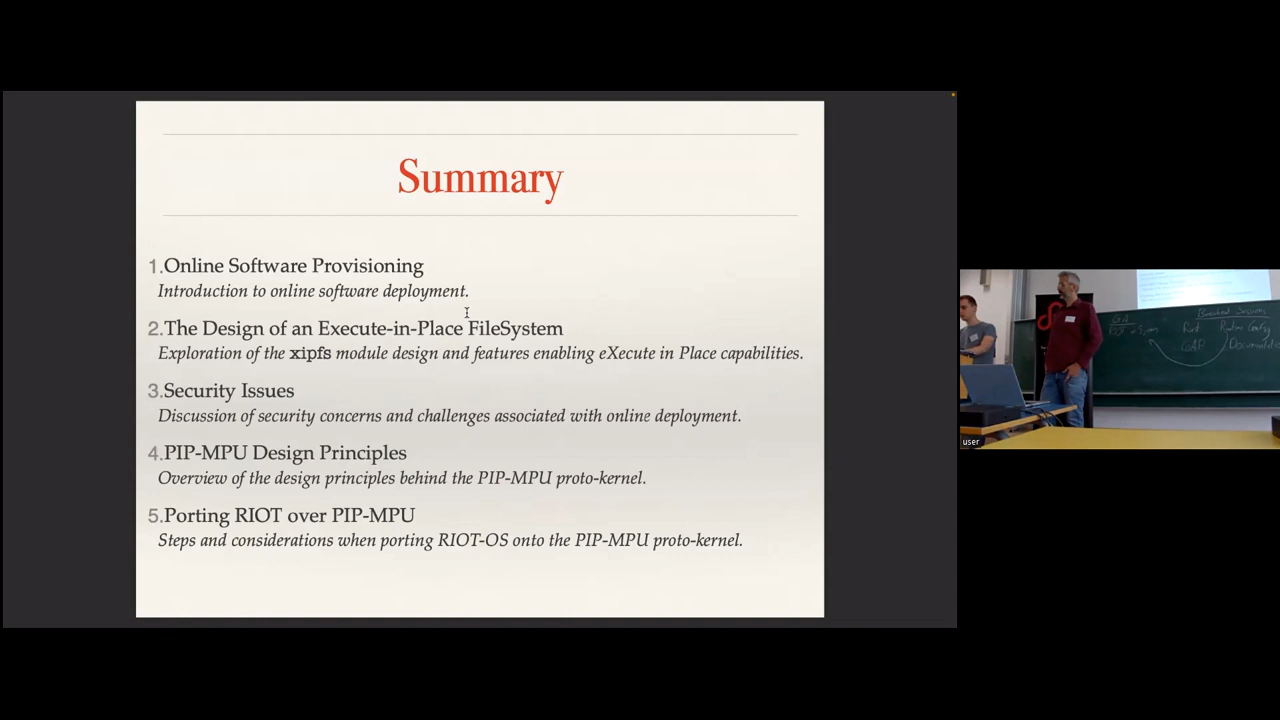 Summary
1. Online Software Provisioning
Introduction to online software deployment.
2. The Design of an Execute-in-Place FileSystem
Exploration of the xipfs module design and features enabling eXecute in Place capabilities.
3. Security Issues
Discussion of security concerns and challenges associated with online deployment.
4. PIP-MPU Design Principles
Overview of the design principles behind the PIP-MPU proto-kernel.
5. Porting RIOT over PIP-MPU
Steps and considerations when porting RIOT-OS onto the PIP-MPU proto-kernel.
user